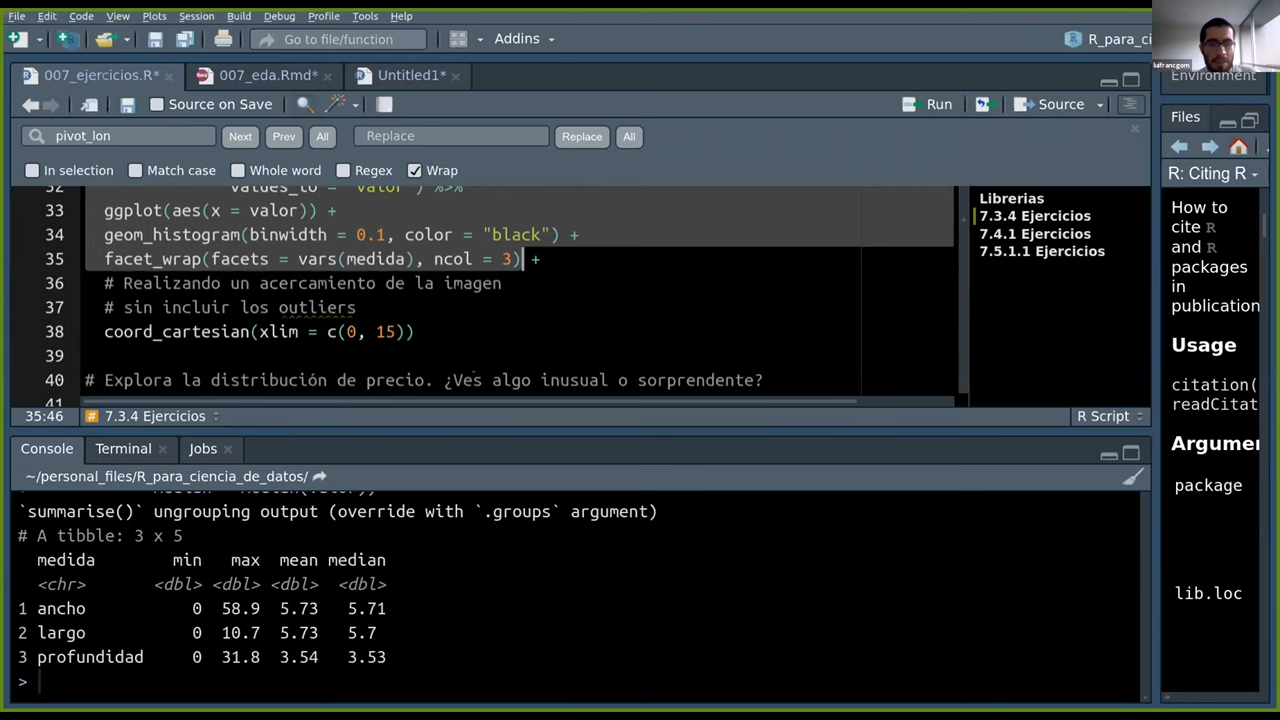 File Edit Code View Plots Session Build Debug Profile Tools Help
Go to file/function Addins R_para_ci
luifrancgom
007_ejercicios.R* 007_eda.Rmd* Untitled1* Environment
Source on Save Run Source
Files
pivot_lon Next Prev All Replace Replace All
In selection Match case Whole word Regex Wrap
R: Citing R
32 values_to = "valor") %>%
33 ggplot(aes(x = valor)) +
34 geom_histogram(binwidth = 0.1, color = "black") +
35 facet_wrap(facets = vars(medida), ncol = 3) +
36 # Realizando un acercamiento de la imagen
37 # sin incluir los outliers
38 coord_cartesian(xlim = c(0, 15))
39
40 # Explora la distribución de precio. ¿Ves algo inusual o sorprendente?
41
Librerias
7.3.4 Ejercicios
7.4.1 Ejercicios
7.5.1.1 Ejercicios
35:46 7.3.4 Ejercicios R Script
How to
cite R
and R
packages
in
publication
Usage
citation(
readCitat
Argumen
package
lib.loc
Console Terminal Jobs
~/personal_files/R_para_ciencia_de_datos/
`summarise()` ungrouping output (override with `.groups` argument)
# A tibble: 3 x 5
medida min max mean median
<chr> <dbl> <dbl> <dbl> <dbl>
1 ancho 0 58.9 5.73 5.71
2 largo 0 10.7 5.73 5.7
3 profundidad 0 31.8 3.54 3.53
>